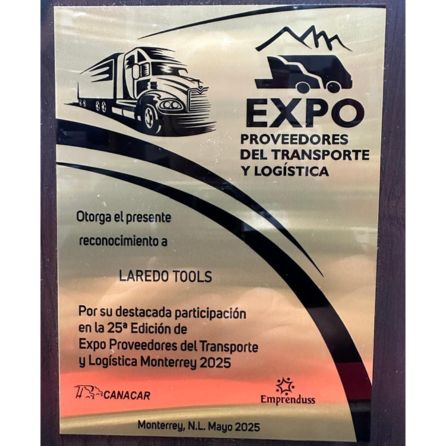 EXPO
PROVEEDORES
DEL TRANSPORTE
Y LOGÍSTICA
Otorga el presente
reconocimiento a
LAREDO TOOLS
Por su destacada participación
en la 25ª Edición de
Expo Proveedores del Transporte
y Logística Monterrey 2025
CANACAR
Emprenduss
Monterrey, N.L. Mayo 2025